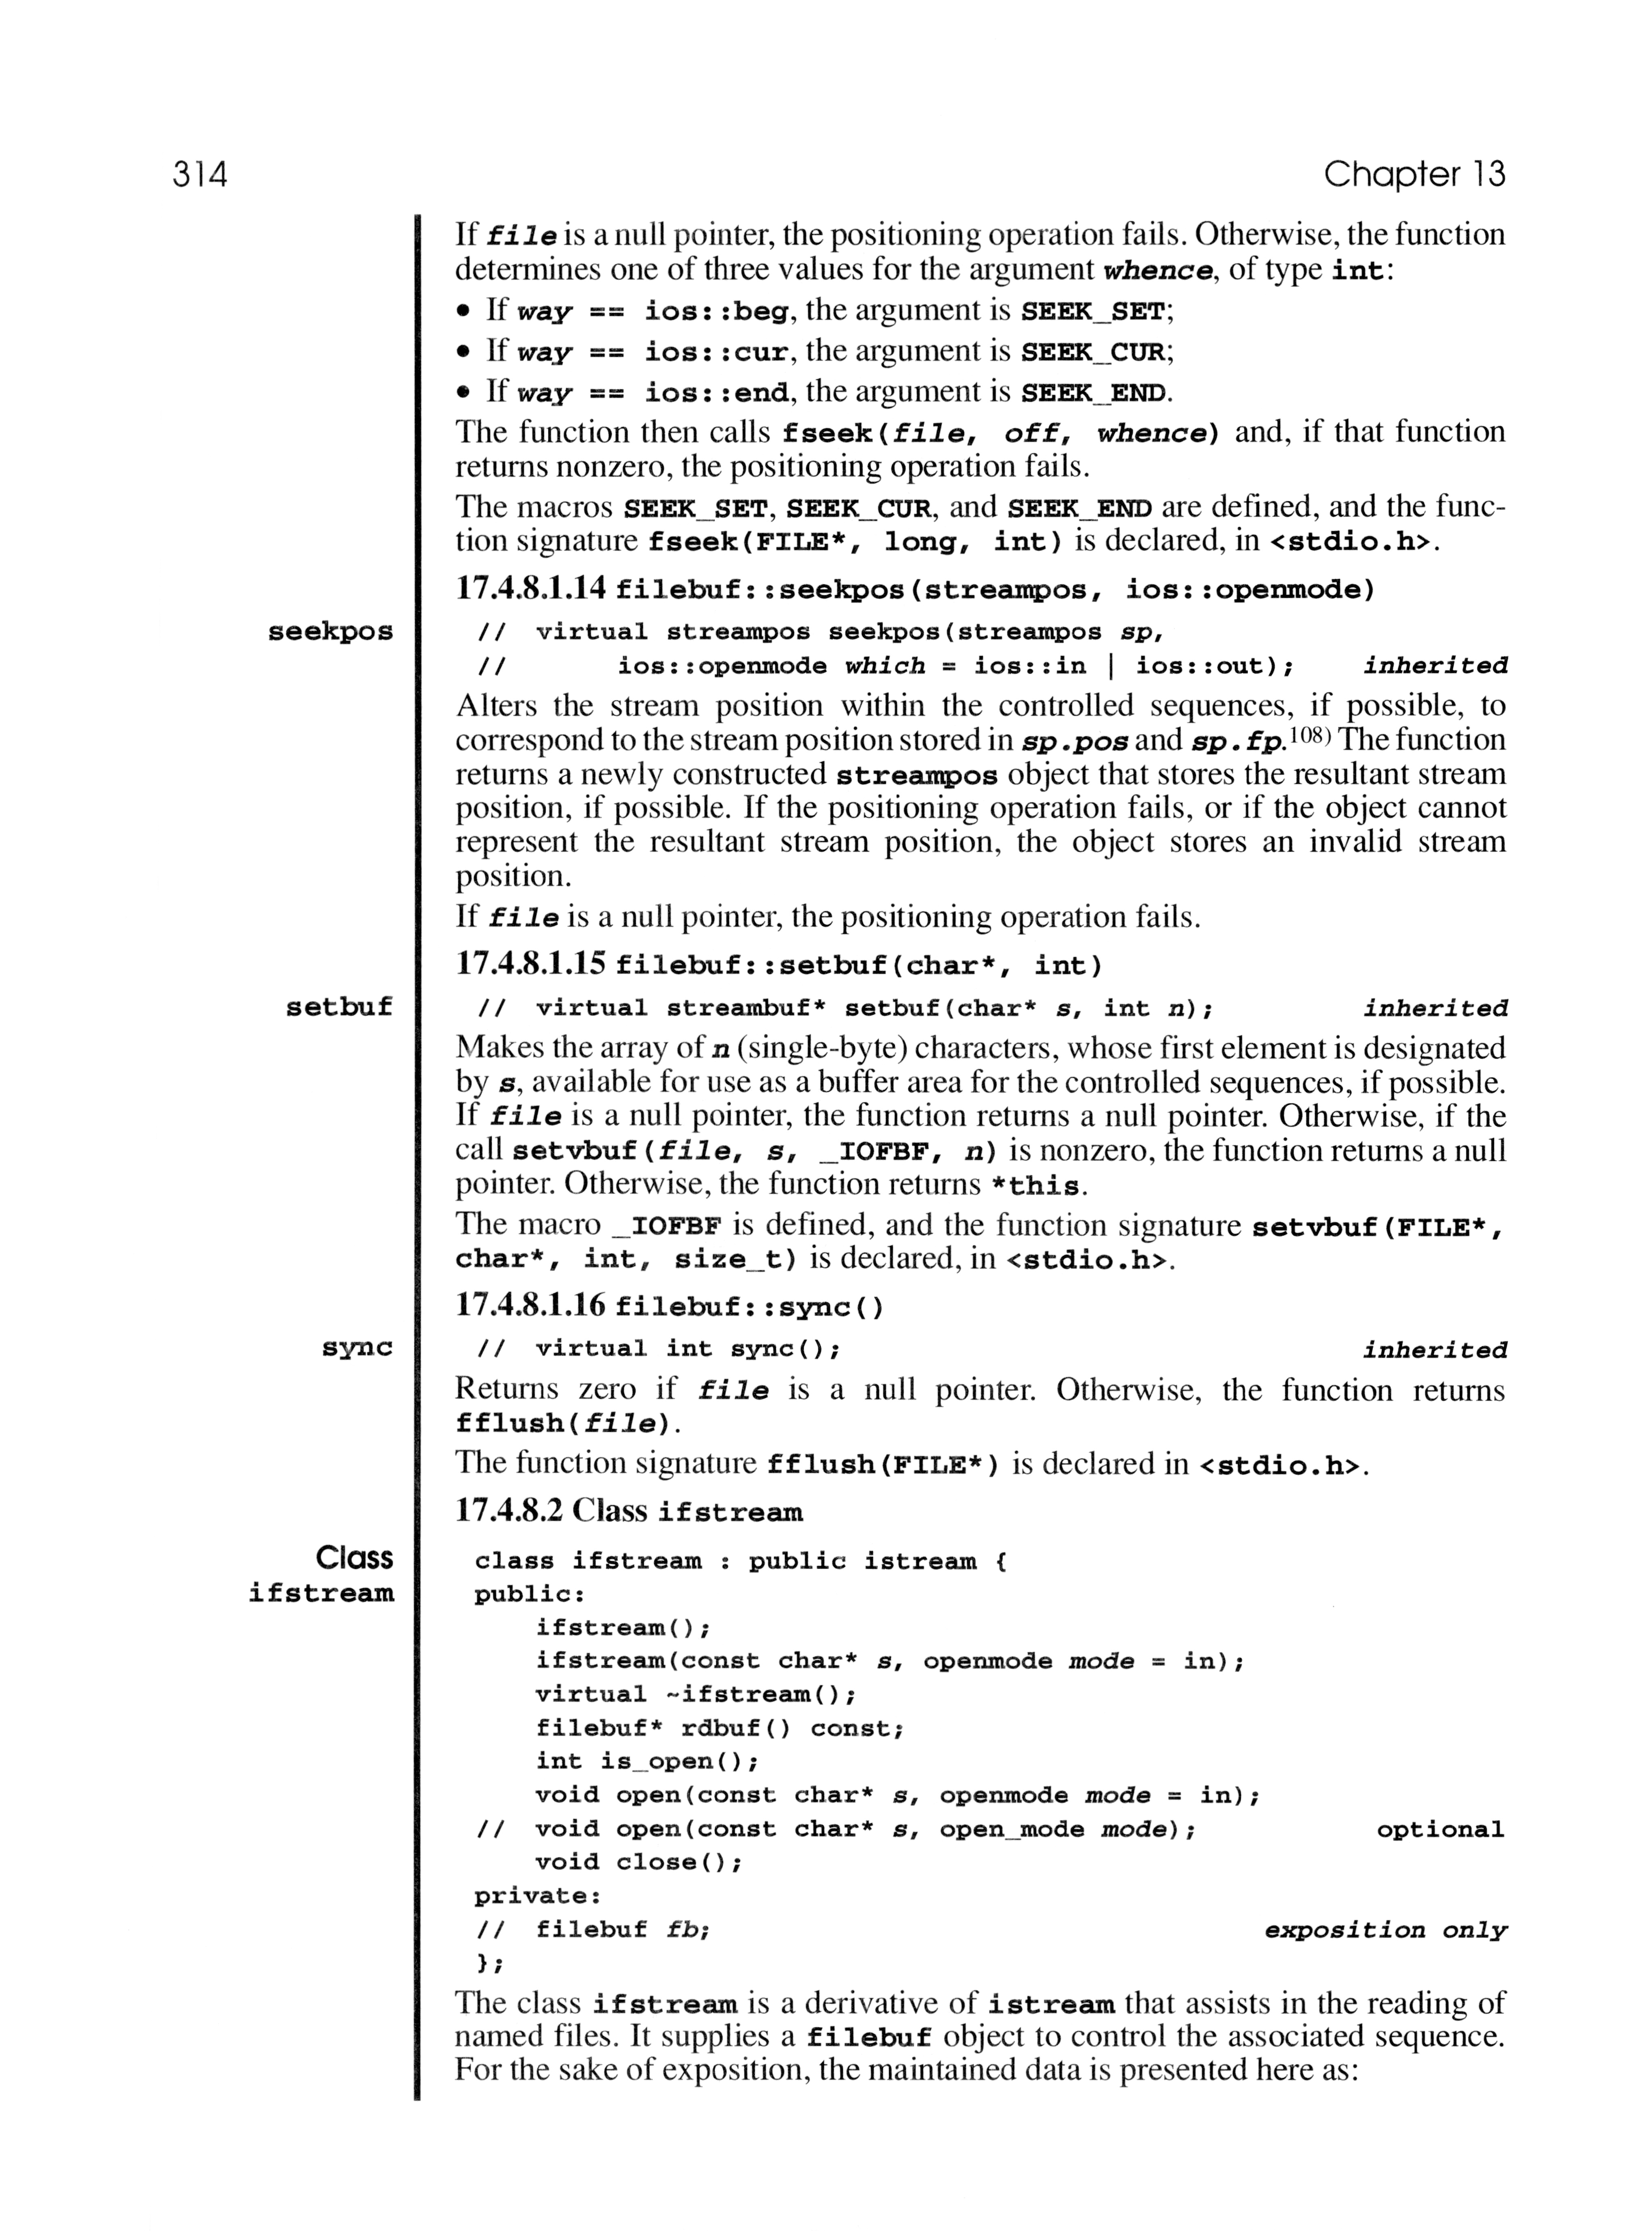 314 Chapter 13
If file is a null pointer, the positioning operation fails. Otherwise, the function
determines one of three values for the argument whence, of type int:
• If way == ios::beg, the argument is SEEK_SET;
• If way == ios::cur, the argument is SEEK_CUR;
• If way == ios::end, the argument is SEEK_END.
The function then calls fseek(file, off, whence) and, if that function
returns nonzero, the positioning operation fails.
The macros SEEK_SET, SEEK_CUR, and SEEK_END are defined, and the func-
tion signature fseek(FILE*, long, int) is declared, in <stdio.h>.
17.4.8.1.14 filebuf::seekpos(streampos, ios::openmode)
seekpos // virtual streampos seekpos(streampos sp,
// ios::openmode which = ios::in | ios::out); inherited
Alters the stream position within the controlled sequences, if possible, to
correspond to the stream position stored in sp.pos and sp.fp.108) The function
returns a newly constructed streampos object that stores the resultant stream
position, if possible. If the positioning operation fails, or if the object cannot
represent the resultant stream position, the object stores an invalid stream
position.
If file is a null pointer, the positioning operation fails.
17.4.8.1.15 filebuf::setbuf(char*, int)
setbuf // virtual streambuf* setbuf(char* s, int n); inherited
Makes the array of n (single-byte) characters, whose first element is designated
by s, available for use as a buffer area for the controlled sequences, if possible.
If file is a null pointer, the function returns a null pointer. Otherwise, if the
call setvbuf(file, s, _IOFBF, n) is nonzero, the function returns a null
pointer. Otherwise, the function returns *this.
The macro _IOFBF is defined, and the function signature setvbuf(FILE*,
char*, int, size_t) is declared, in <stdio.h>.
17.4.8.1.16 filebuf::sync()
sync // virtual int sync(); inherited
Returns zero if file is a null pointer. Otherwise, the function returns
fflush(file).
The function signature fflush(FILE*) is declared in <stdio.h>.
17.4.8.2 Class ifstream
Class class ifstream : public istream {
ifstream public:
ifstream();
ifstream(const char* s, openmode mode = in);
virtual ~ifstream();
filebuf* rdbuf() const;
int is_open();
void open(const char* s, openmode mode = in);
// void open(const char* s, open_mode mode); optional
void close();
private:
// filebuf fb; exposition only
};
The class ifstream is a derivative of istream that assists in the reading of
named files. It supplies a filebuf object to control the associated sequence.
For the sake of exposition, the maintained data is presented here as: